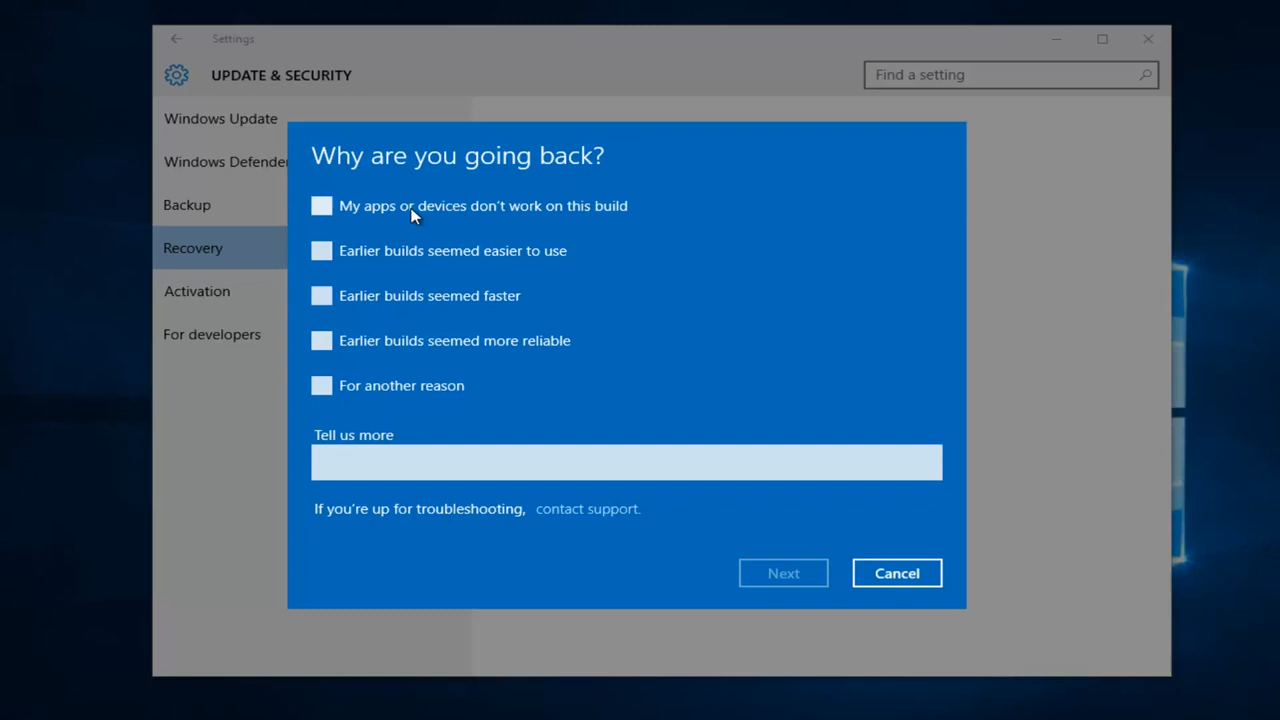 Settings
UPDATE & SECURITY
Find a setting
Windows Update
Windows Defender
Backup
Recovery
Activation
For developers
Why are you going back?
My apps or devices don't work on this build
Earlier builds seemed easier to use
Earlier builds seemed faster
Earlier builds seemed more reliable
For another reason
Tell us more
If you're up for troubleshooting, contact support.
Next
Cancel